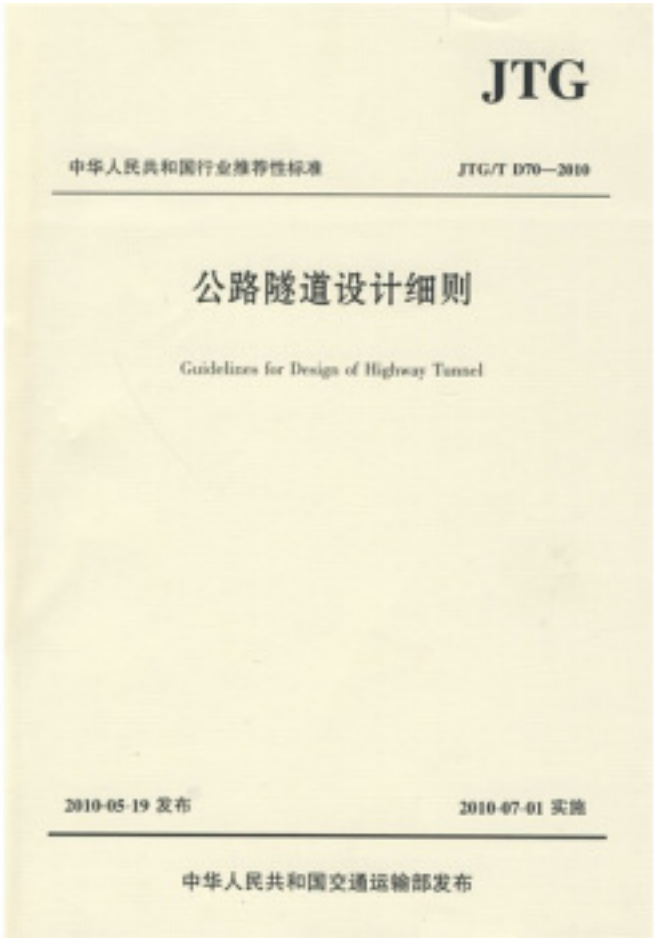 JTG
中华人民共和国行业推荐性标准 JTG/T D70—2010
公路隧道设计细则
Guidelines for Design of Highway Tunnel
2010-05-19 发布 2010-07-01 实施
中华人民共和国交通运输部发布